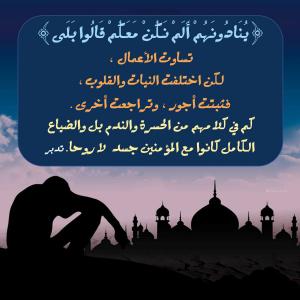 ﴿ يُنَادُونَهُمْ أَلَمْ نَكُنْ مَعَكُمْ قَالُوا بَلَى ﴾
تساوت الأعمال ،
لكن اختلفت النيات والقلوب ،
فثبتت أجور ، وتراجعت أخرى .
كم في كلامهم من الحسرة والندم بل والضياع
الكامل كانوا مع المؤمنين جسد لا روحا. تدبر